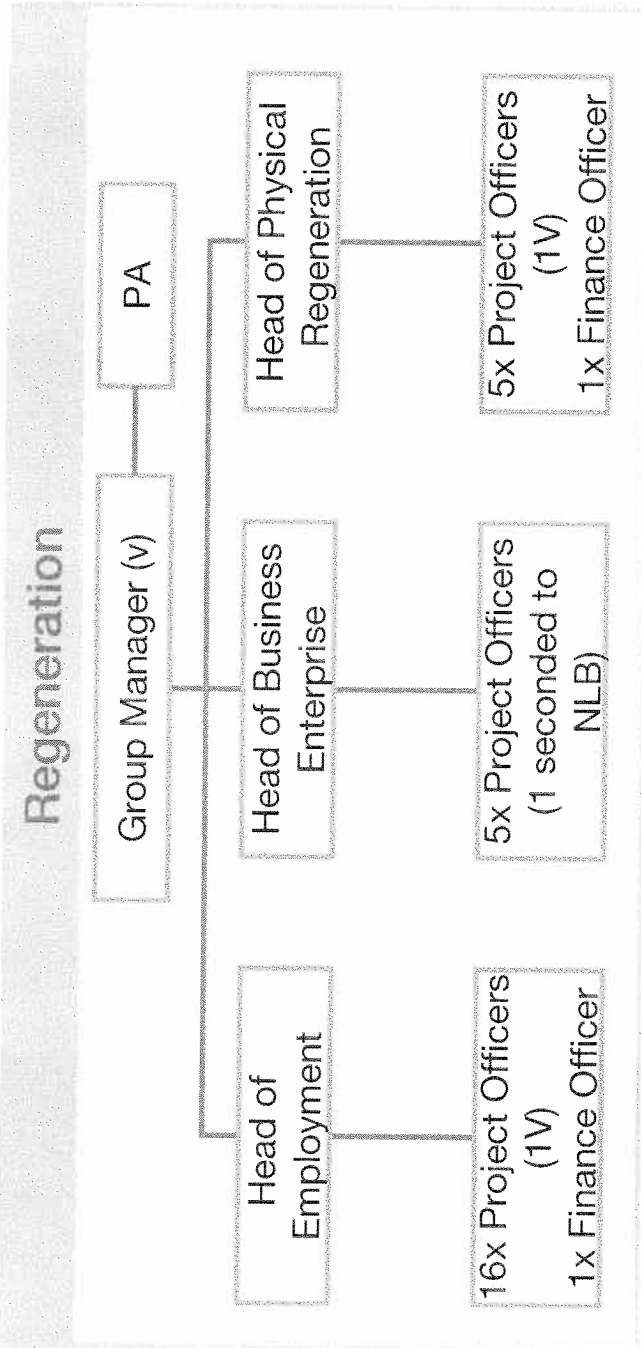 Regeneration
Group Manager (v)
PA
Head of
Employment
Head of Business
Enterprise
Head of Physical
Regeneration
16x Project Officers
(1V)
1x Finance Officer
5x Project Officers
(1 seconded to
NLB)
5x Project Officers
(1V)
1x Finance Officer